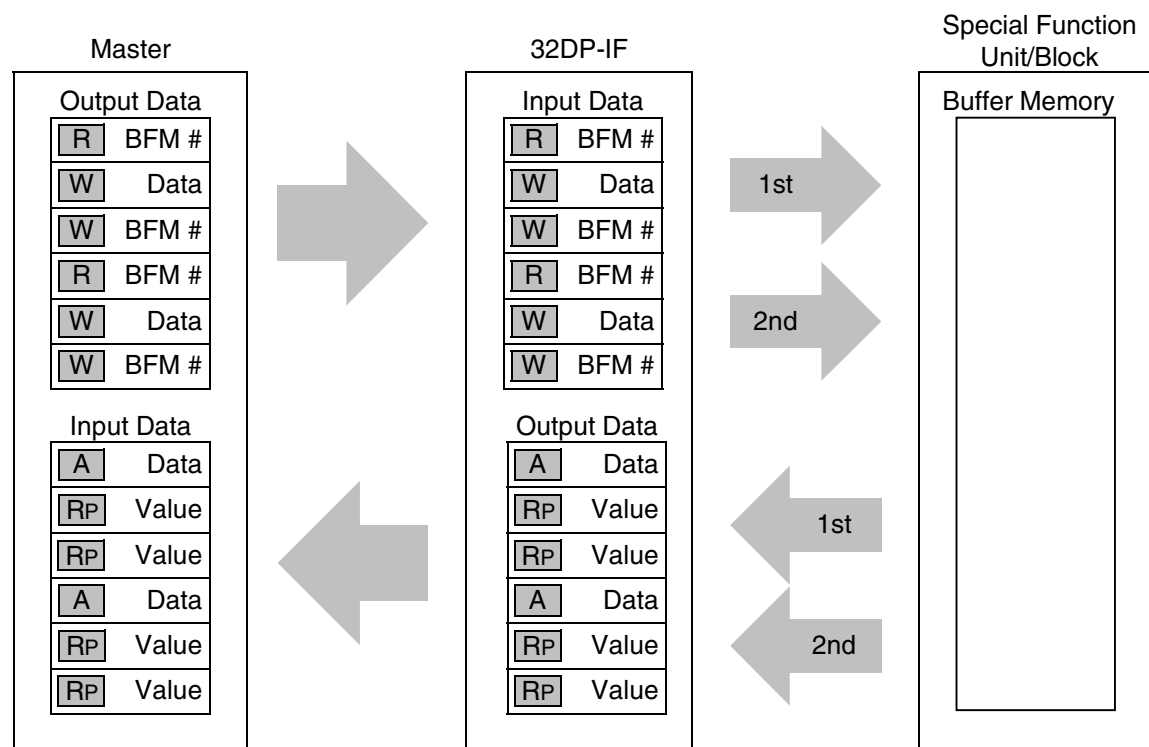 Master
Output Data
R BFM #
W Data
W BFM #
R BFM #
W Data
W BFM #
Input Data
A Data
RP Value
RP Value
A Data
RP Value
RP Value
32DP-IF
Input Data
R BFM #
W Data
W BFM #
R BFM #
W Data
W BFM #
Output Data
A Data
RP Value
RP Value
A Data
RP Value
RP Value
1st
2nd
1st
2nd
Special Function
Unit/Block
Buffer Memory